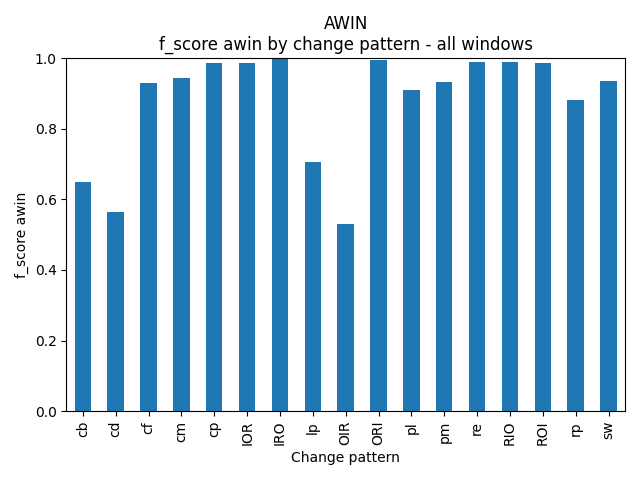 AWIN
f_score awin by change pattern - all windows
f_score awin
1.0
0.8
0.6
0.4
0.2
0.0
cb
cd
cf
cm
cp
IOR
IRO
lp
OIR
ORI
pl
pm
re
RIO
ROI
rp
sw
Change pattern